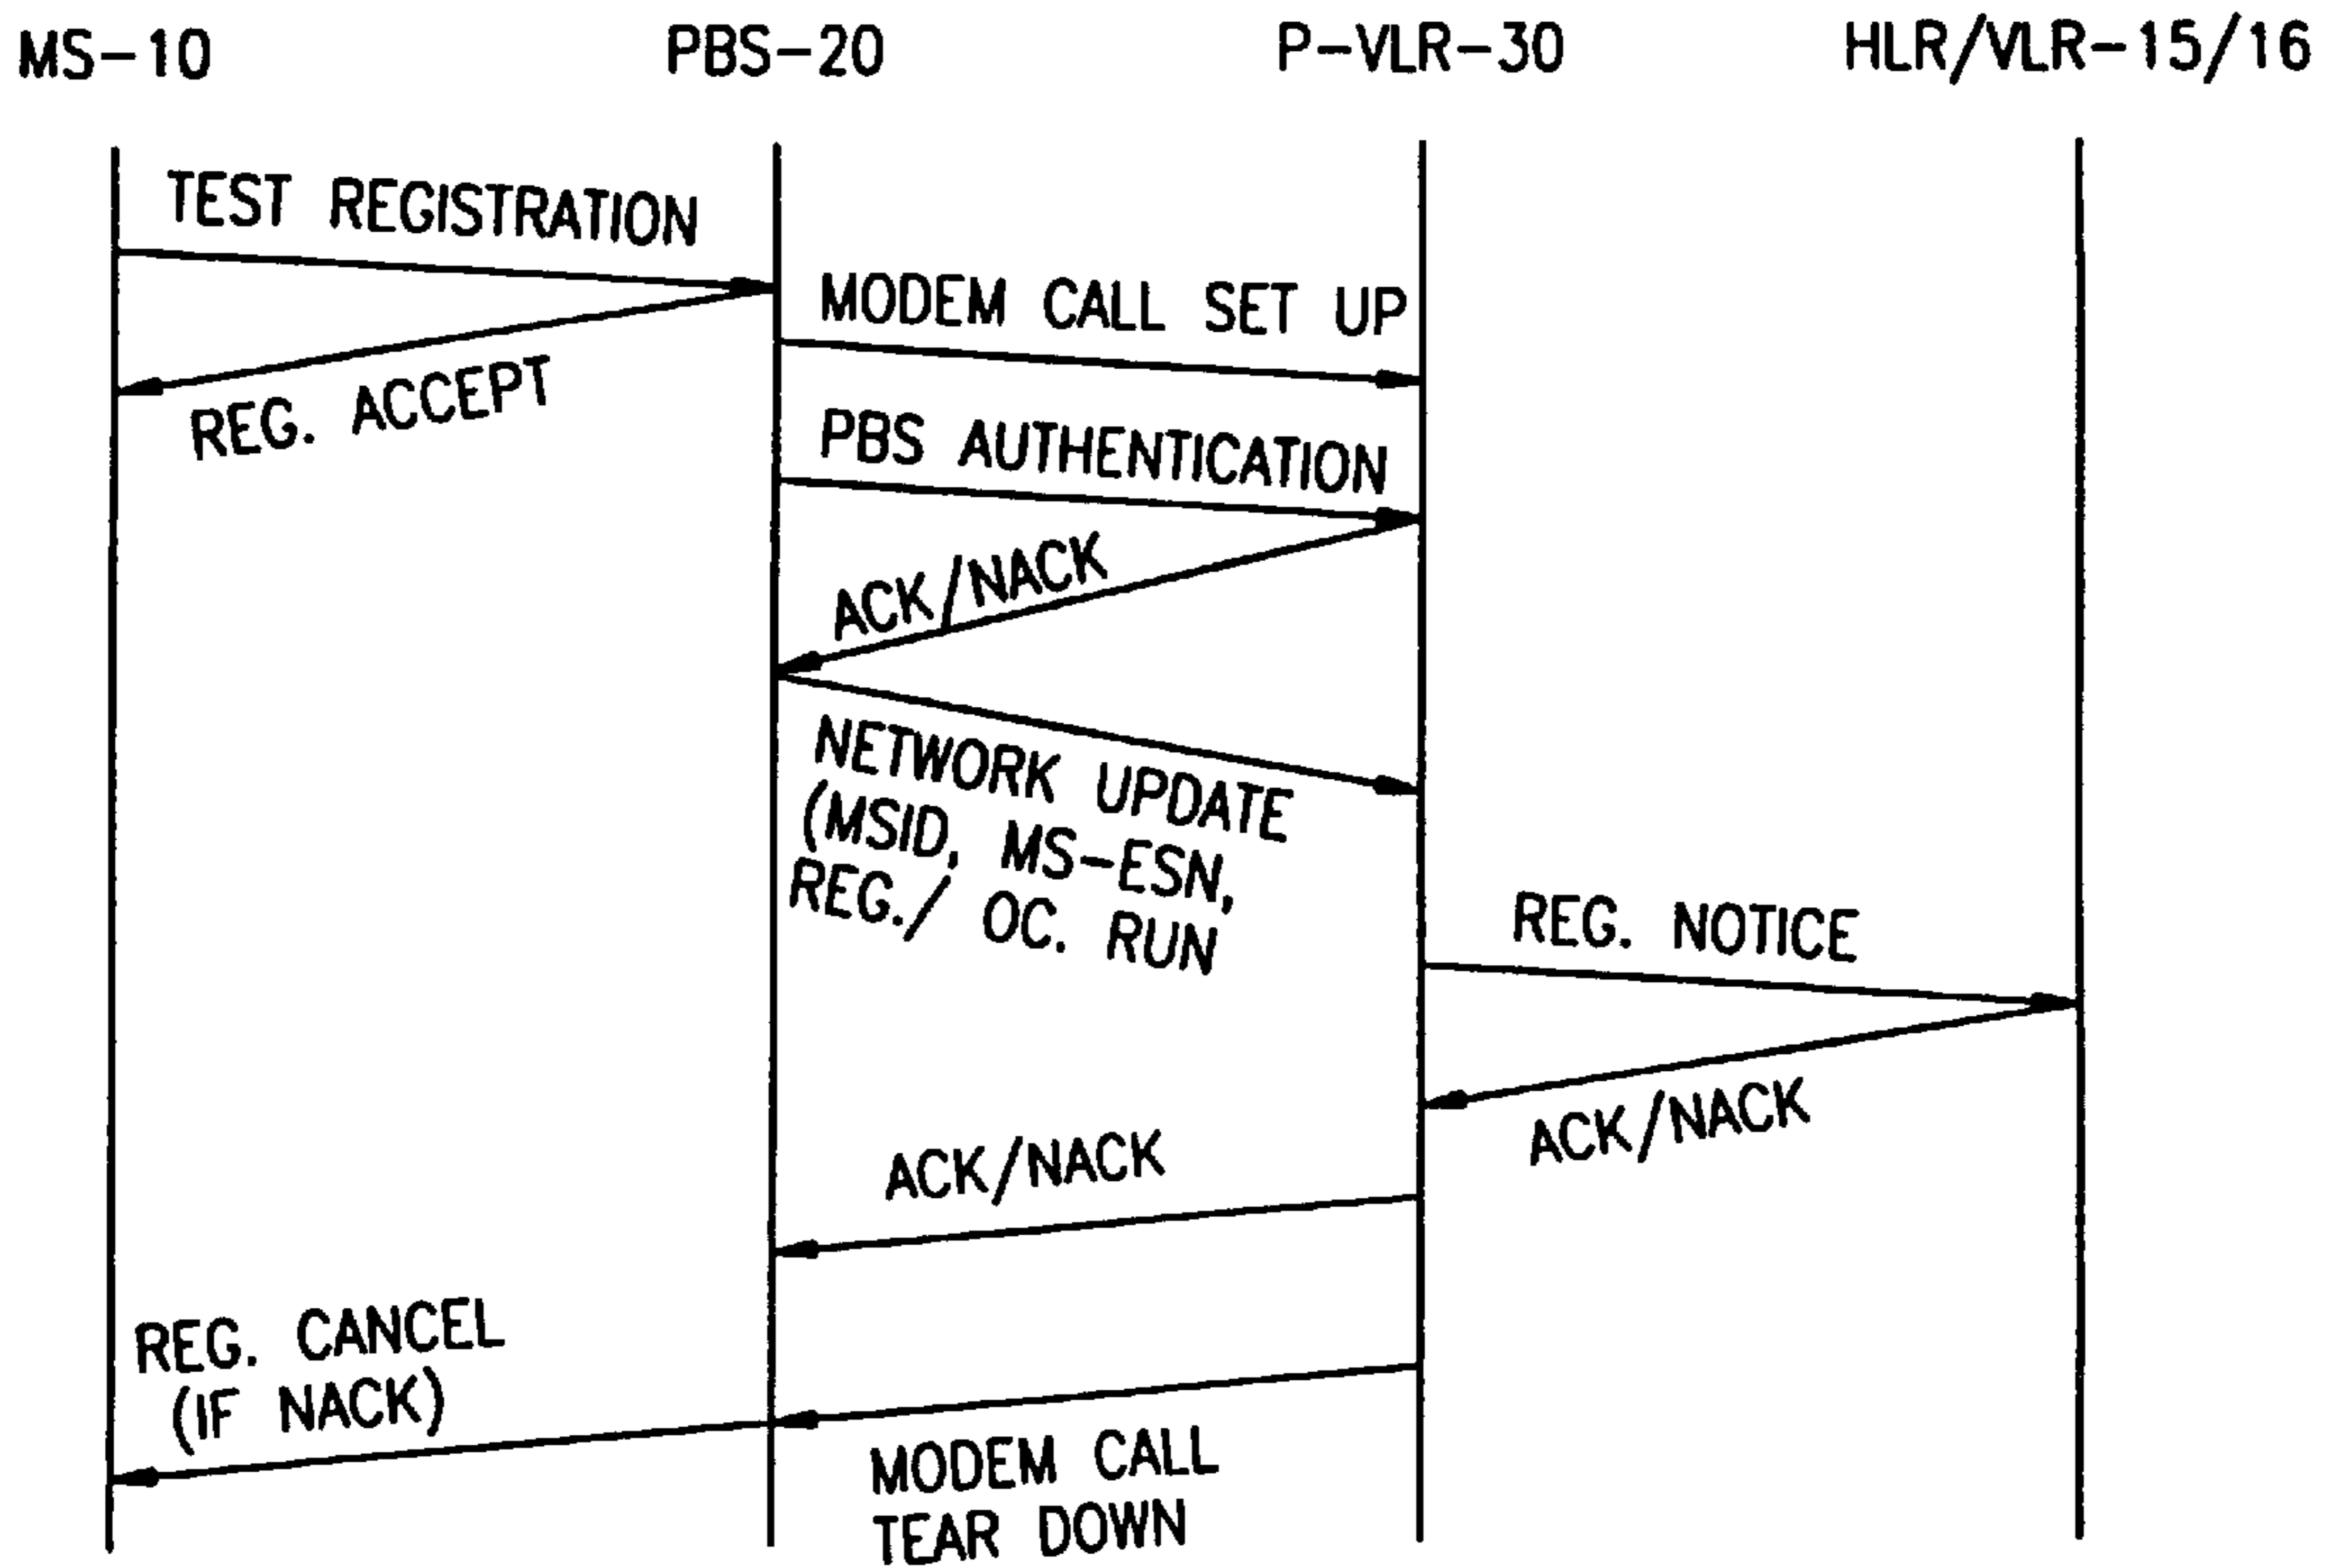 MS-10 PBS-20 P-VLR-30 HLR/VLR-15/16
TEST REGISTRATION
MODEM CALL SET UP
REG. ACCEPT
PBS AUTHENTICATION
ACK/NACK
NETWORK UPDATE
(MSID, MS-ESN,
REG./ OC. RUN
REG. NOTICE
ACK/NACK
ACK/NACK
REG. CANCEL
(IF NACK)
MODEM CALL
TEAR DOWN